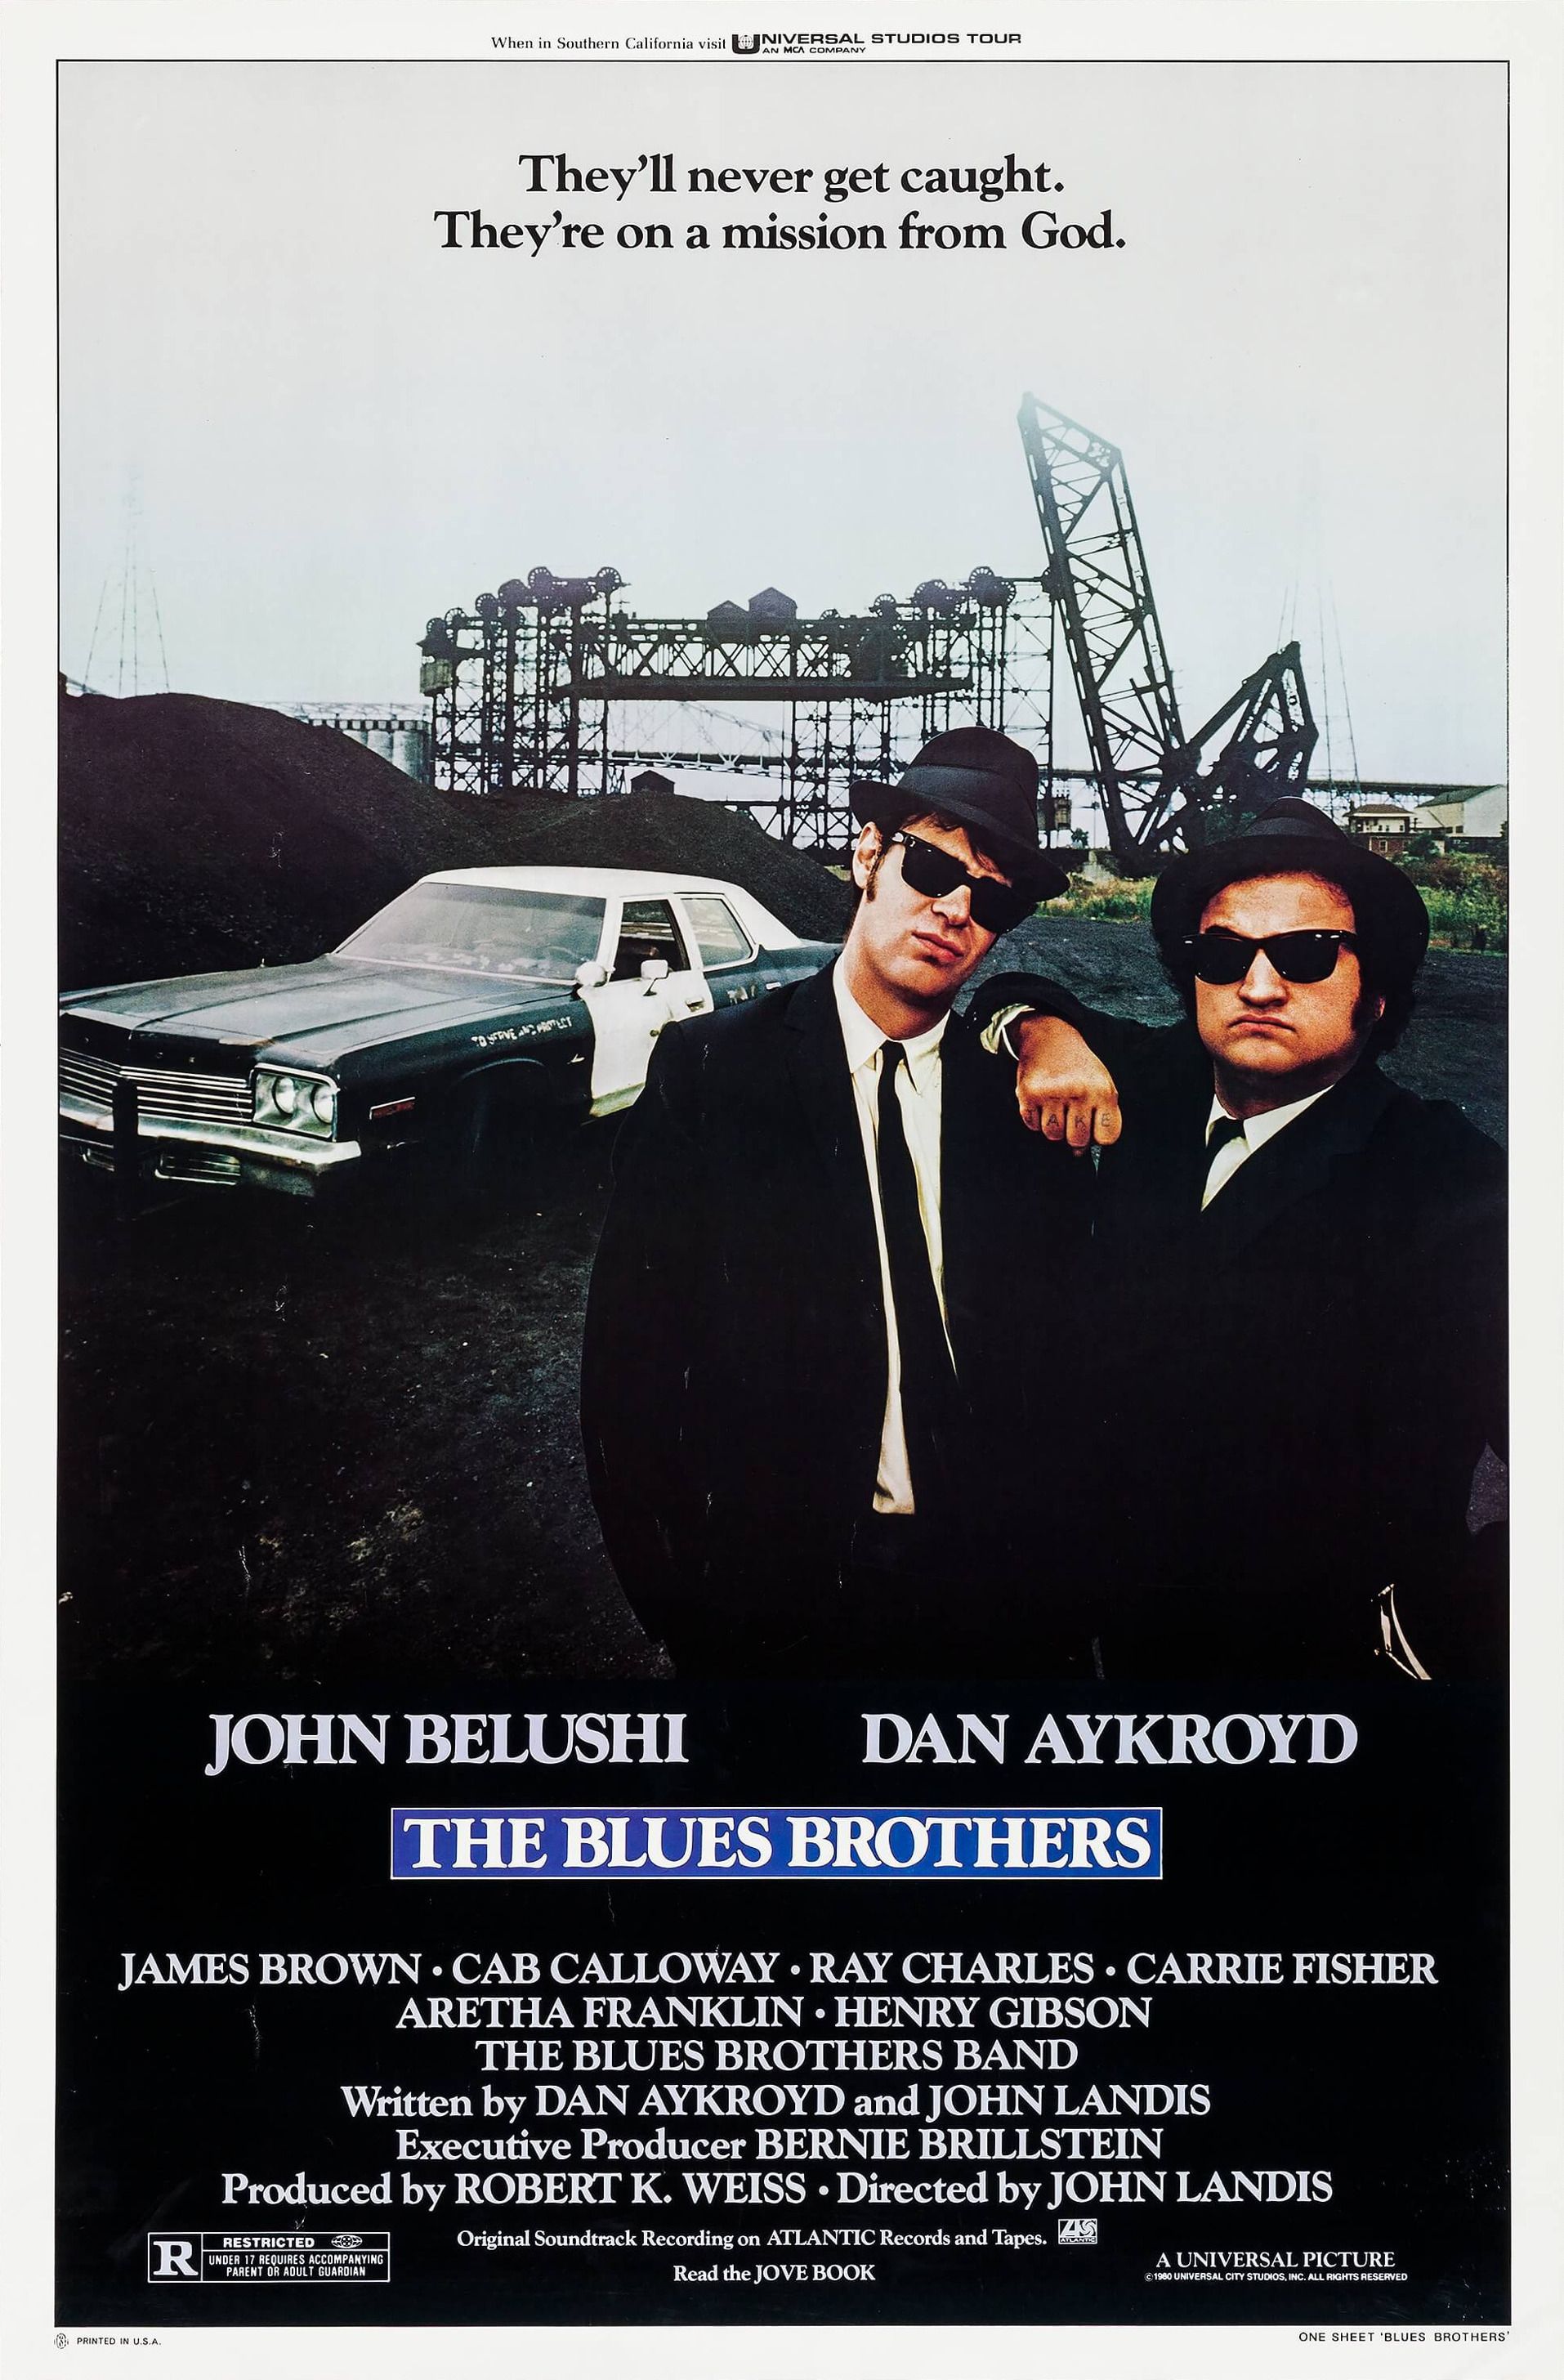 When in Southern California visit UNIVERSAL STUDIOS TOUR
AN MCA COMPANY
They'll never get caught.
They're on a mission from God.
TO SERVE AND PROTECT
JAKE
JOHN BELUSHI DAN AYKROYD
THE BLUES BROTHERS
JAMES BROWN • CAB CALLOWAY • RAY CHARLES • CARRIE FISHER
ARETHA FRANKLIN • HENRY GIBSON
THE BLUES BROTHERS BAND
Written by DAN AYKROYD and JOHN LANDIS
Executive Producer BERNIE BRILLSTEIN
Produced by ROBERT K. WEISS • Directed by JOHN LANDIS
R RESTRICTED
UNDER 17 REQUIRES ACCOMPANYING
PARENT OR ADULT GUARDIAN
Original Soundtrack Recording on ATLANTIC Records and Tapes.
ATLANTIC
Read the JOVE BOOK
A UNIVERSAL PICTURE
©1980 UNIVERSAL CITY STUDIOS, INC. ALL RIGHTS RESERVED
PRINTED IN U.S.A.
ONE SHEET 'BLUES BROTHERS'